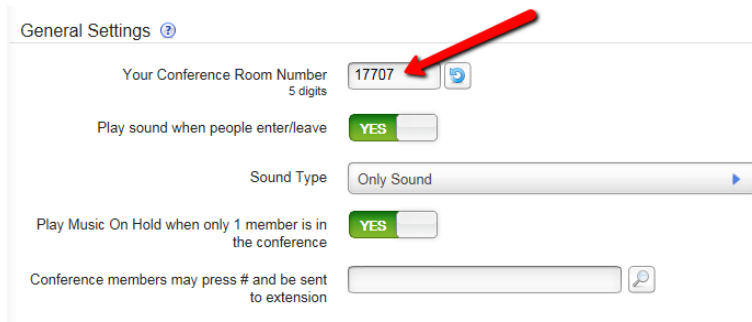 General Settings ?
Your Conference Room Number 17707
5 digits
Play sound when people enter/leave YES
Sound Type Only Sound
Play Music On Hold when only 1 member is in YES
the conference
Conference members may press # and be sent
to extension